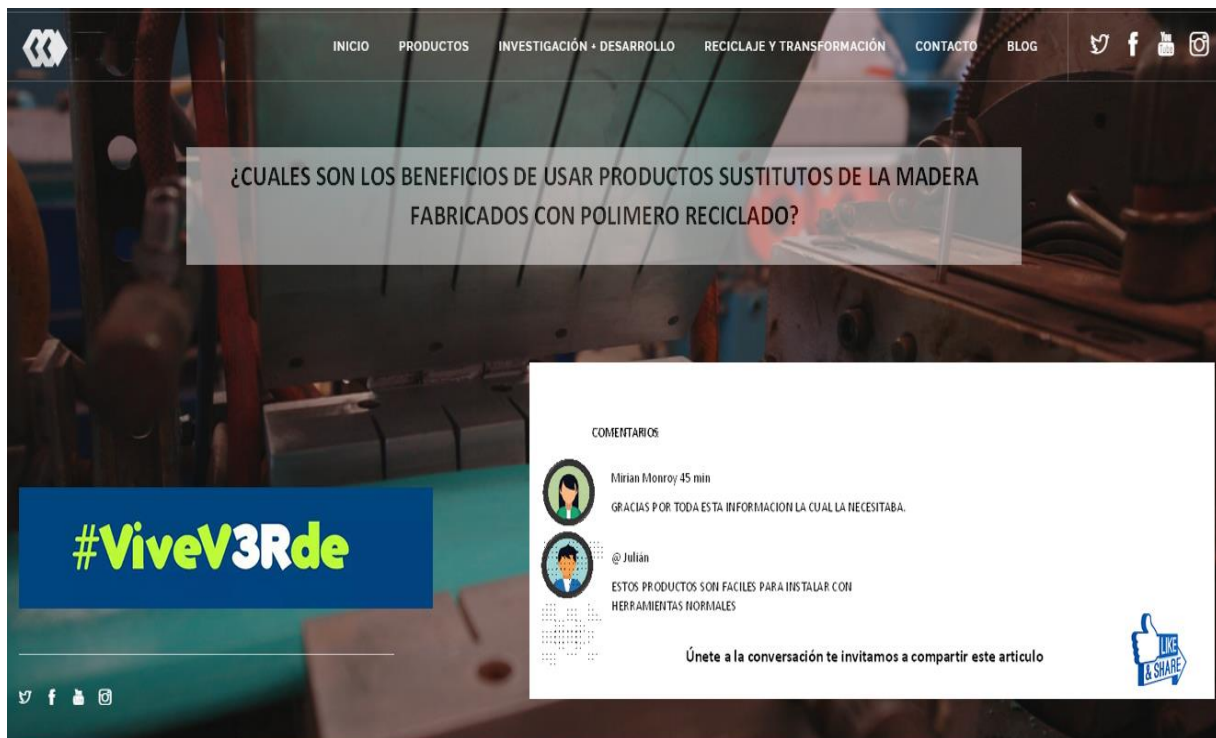 INICIO PRODUCTOS INVESTIGACIÓN + DESARROLLO RECICLAJE Y TRANSFORMACIÓN CONTACTO BLOG
You Tube
¿CUALES SON LOS BENEFICIOS DE USAR PRODUCTOS SUSTITUTOS DE LA MADERA
FABRICADOS CON POLIMERO RECICLADO?
COMENTARIOS:
Mirian Monroy 45 min
GRACIAS POR TODA ESTA INFORMACION LA CUAL LA NECESITABA.
@ Julián
ESTOS PRODUCTOS SON FACILES PARA INSTALAR CON
HERRAMIENTAS NORMALES
Únete a la conversación te invitamos a compartir este articulo
LIKE
& SHARE
#ViveV3Rde